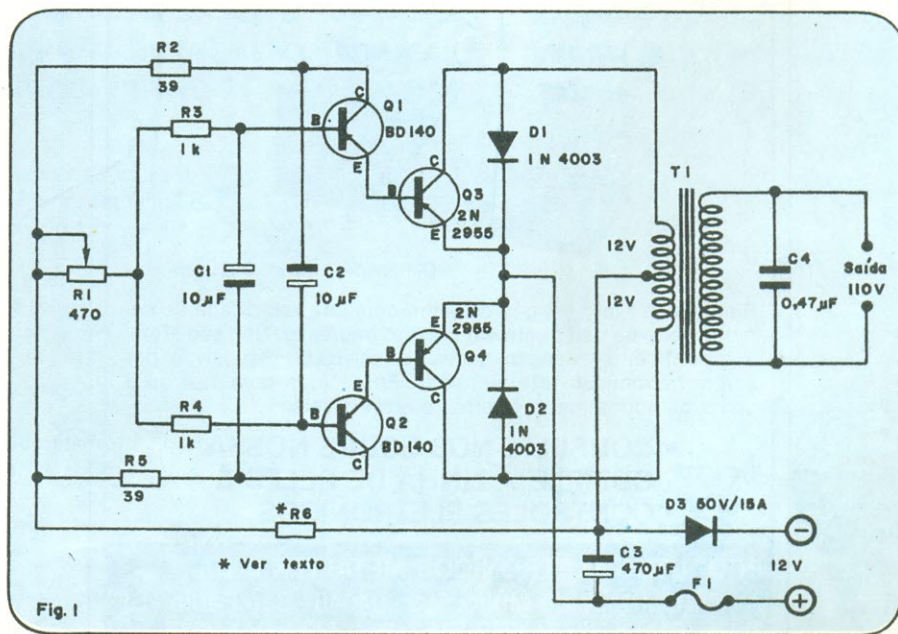 R2
39
R3
1k
C
B
Q1
BD140
E
C
B
Q3
2N
2955
E
D1
1N 4003
T1
12V
12V
C4
0,47µF
Saída
110V
R1
470
C1
10µF
C2
10µF
2N
2955
E
B
Q4
C
R4
1k
E
B
Q2
BD140
C
D2
1N
4003
R5
39
*R6
* Ver texto
D3 50V/15A
−
C3
470µF
F1
12V
+
Fig. 1